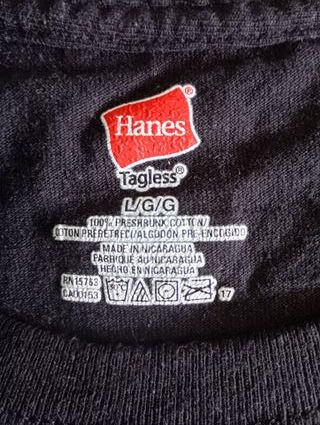 Hanes®
Tagless®
L/G/G
100% PRESHRUNK COTTON/
COTON PRÉRÉTRÉCI/ALGODÓN PRE-ENCOGIDO
MADE IN NICARAGUA
FABRIQUÉ AU NICARAGUA
HECHO EN NICARAGUA
RN15763
CA00153
17